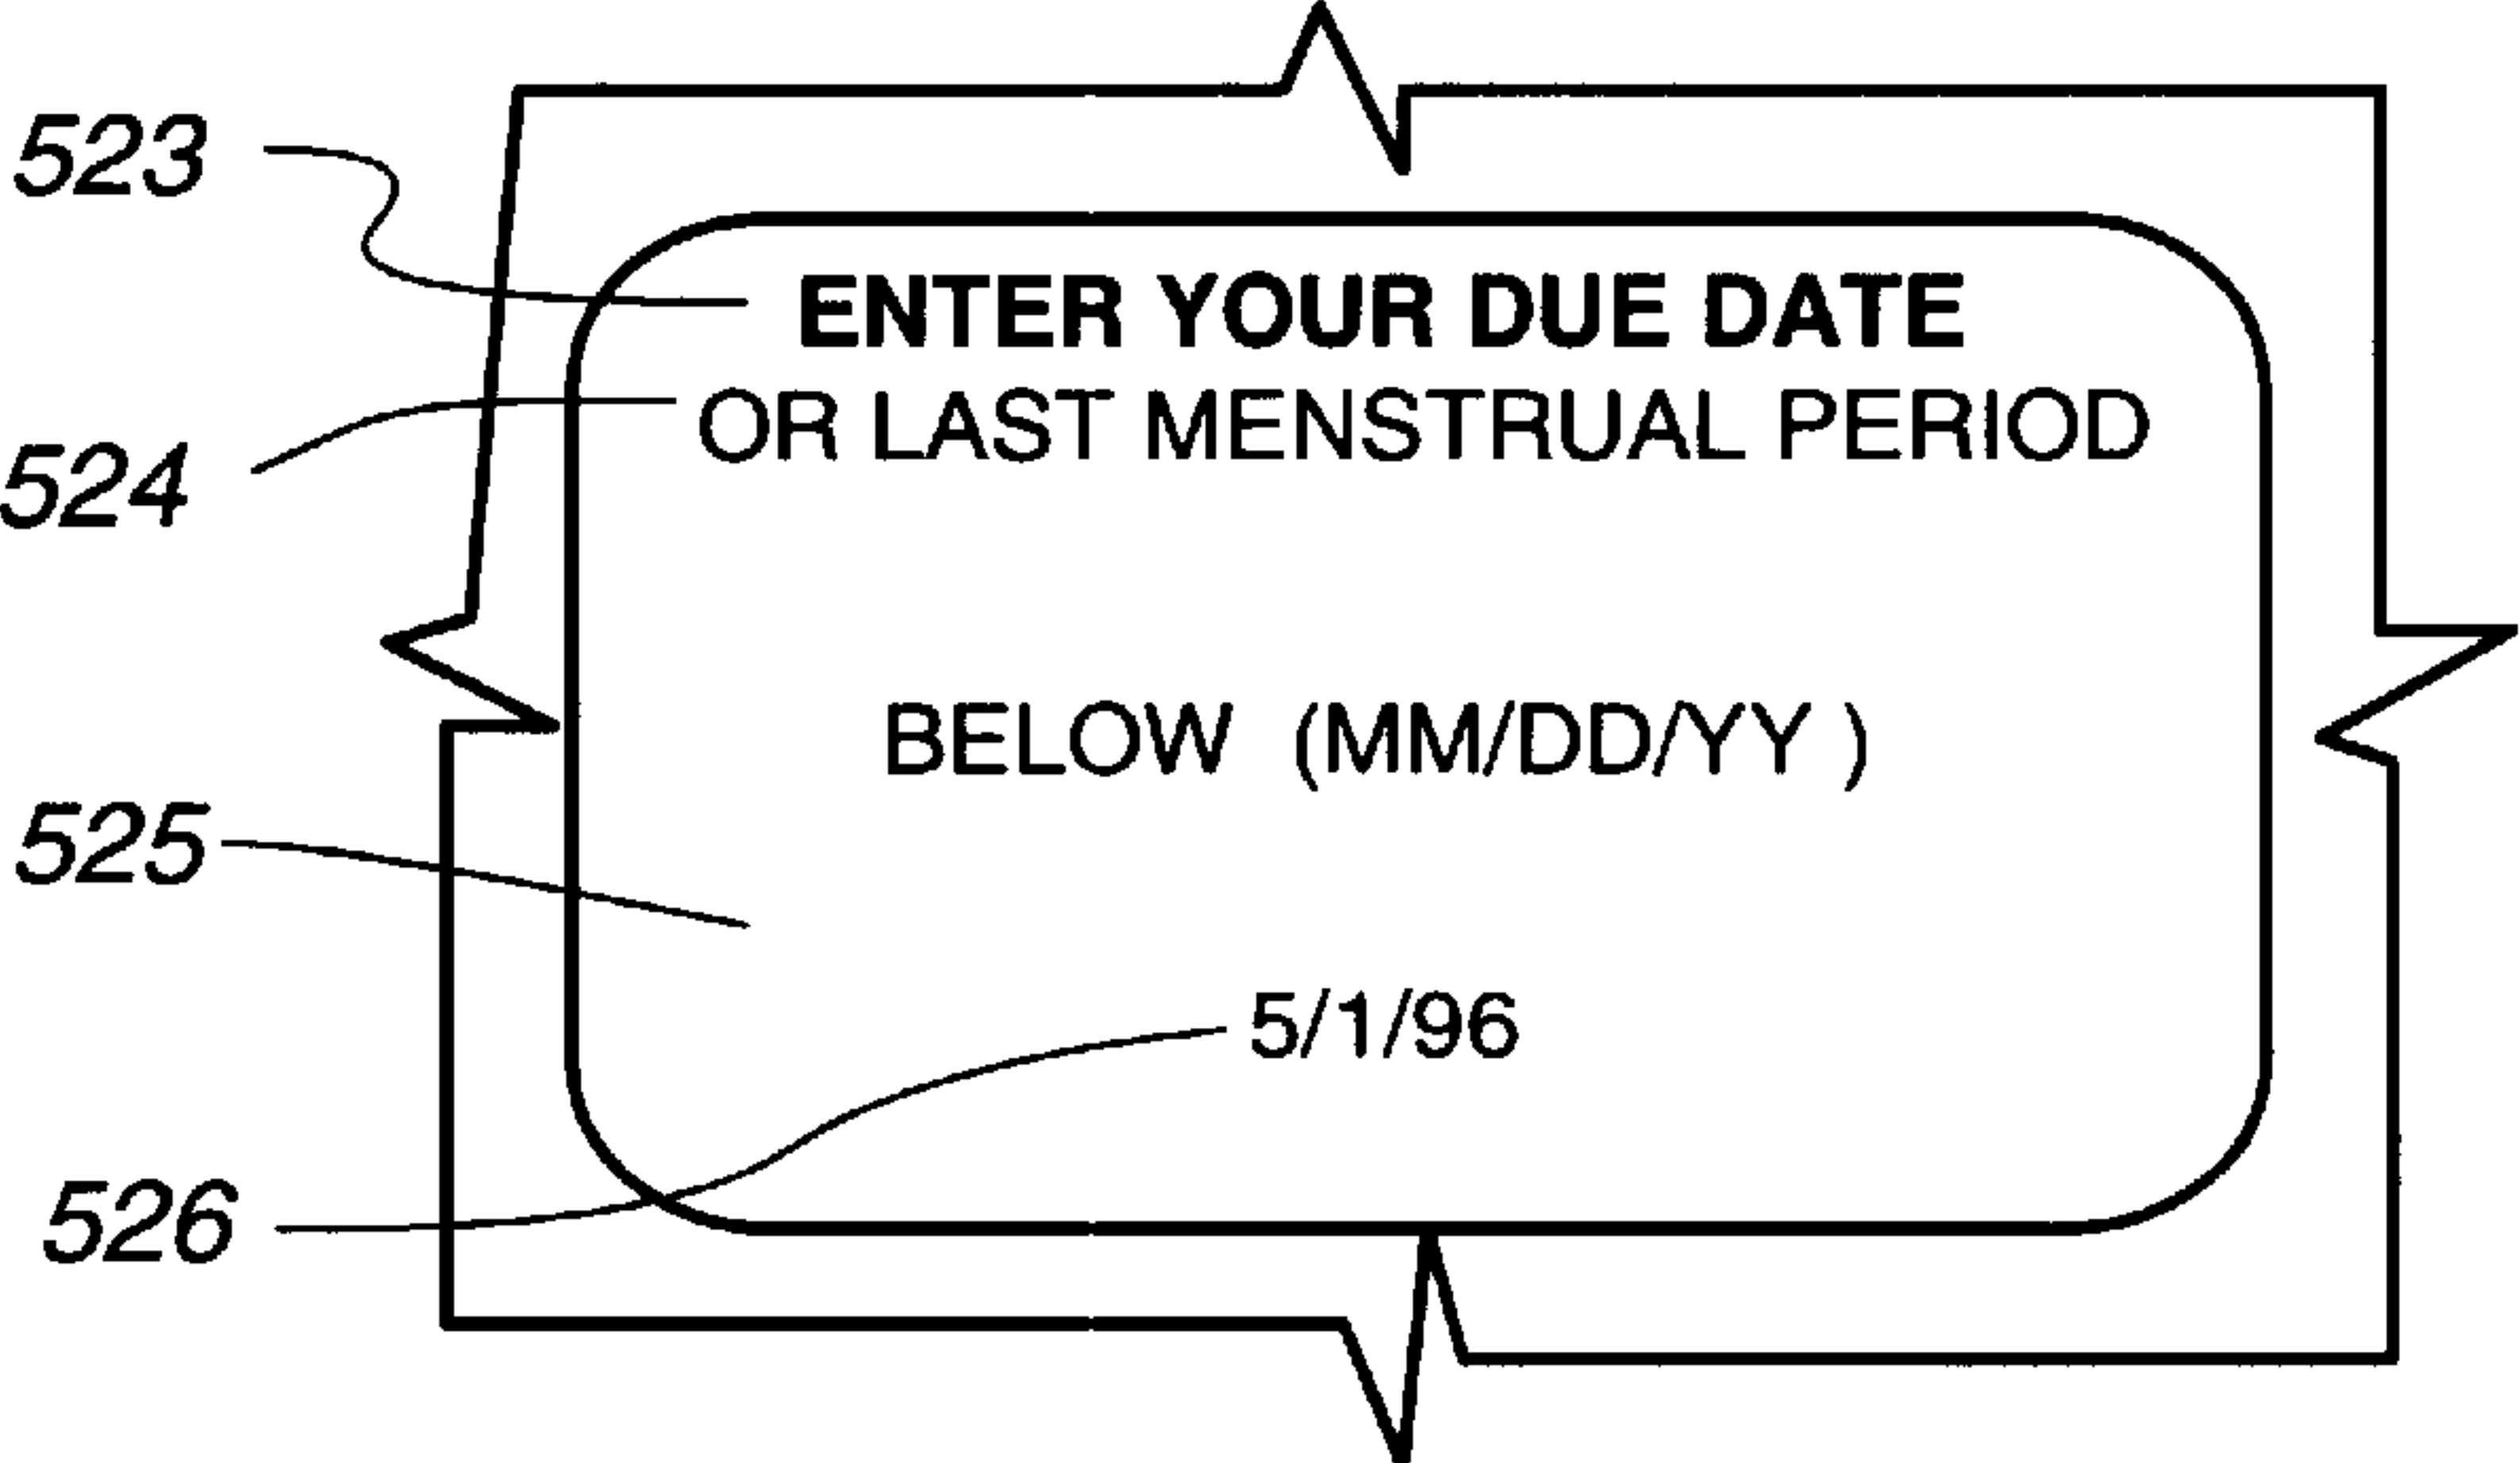 523
ENTER YOUR DUE DATE
OR LAST MENSTRUAL PERIOD
524
BELOW (MM/DD/YY )
525
5/1/96
526